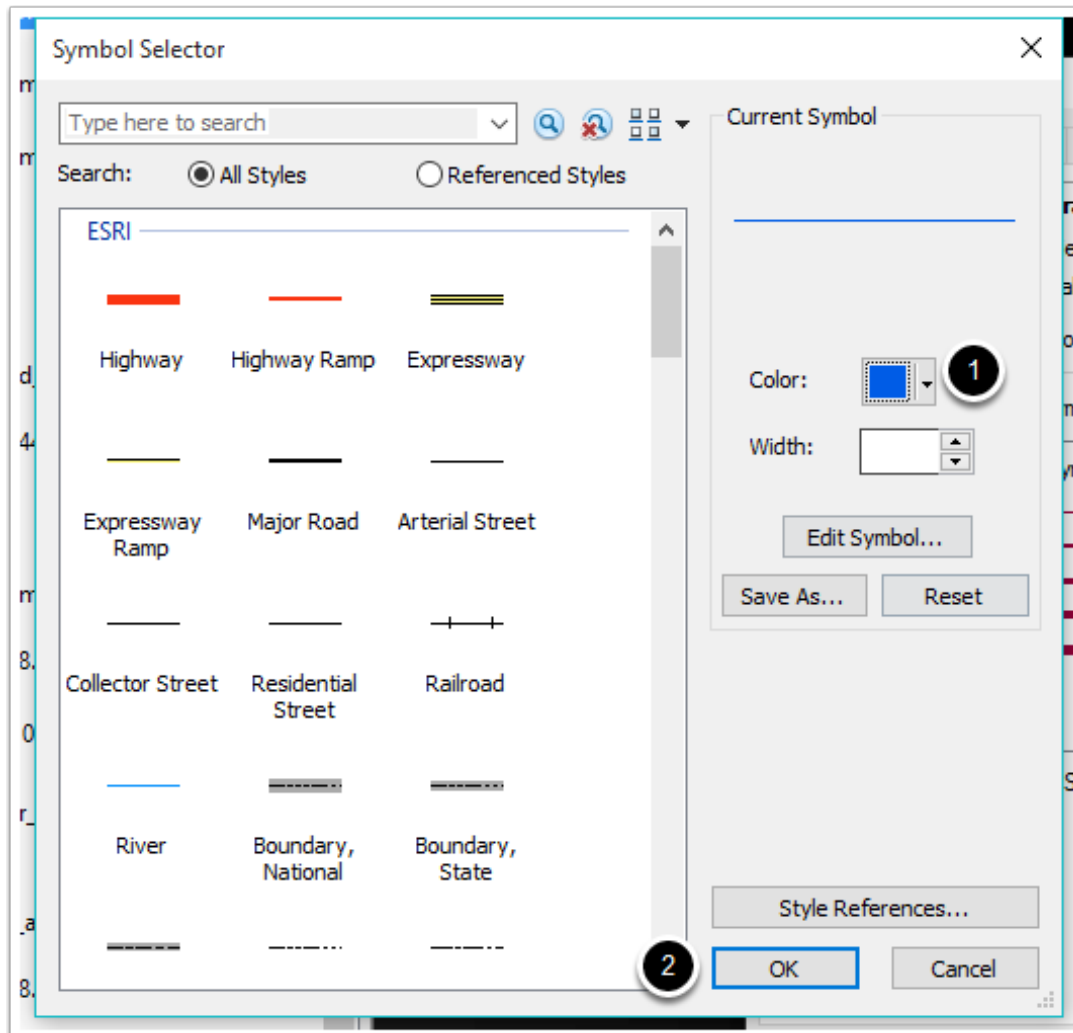 Symbol Selector
Type here to search
Search:
All Styles
Referenced Styles
ESRI
Highway
Highway Ramp
Expressway
Expressway
Ramp
Major Road
Arterial Street
Collector Street
Residential
Street
Railroad
River
Boundary,
National
Boundary,
State
Current Symbol
Color:
1
Width:
Edit Symbol...
Save As...
Reset
Style References...
2
OK
Cancel